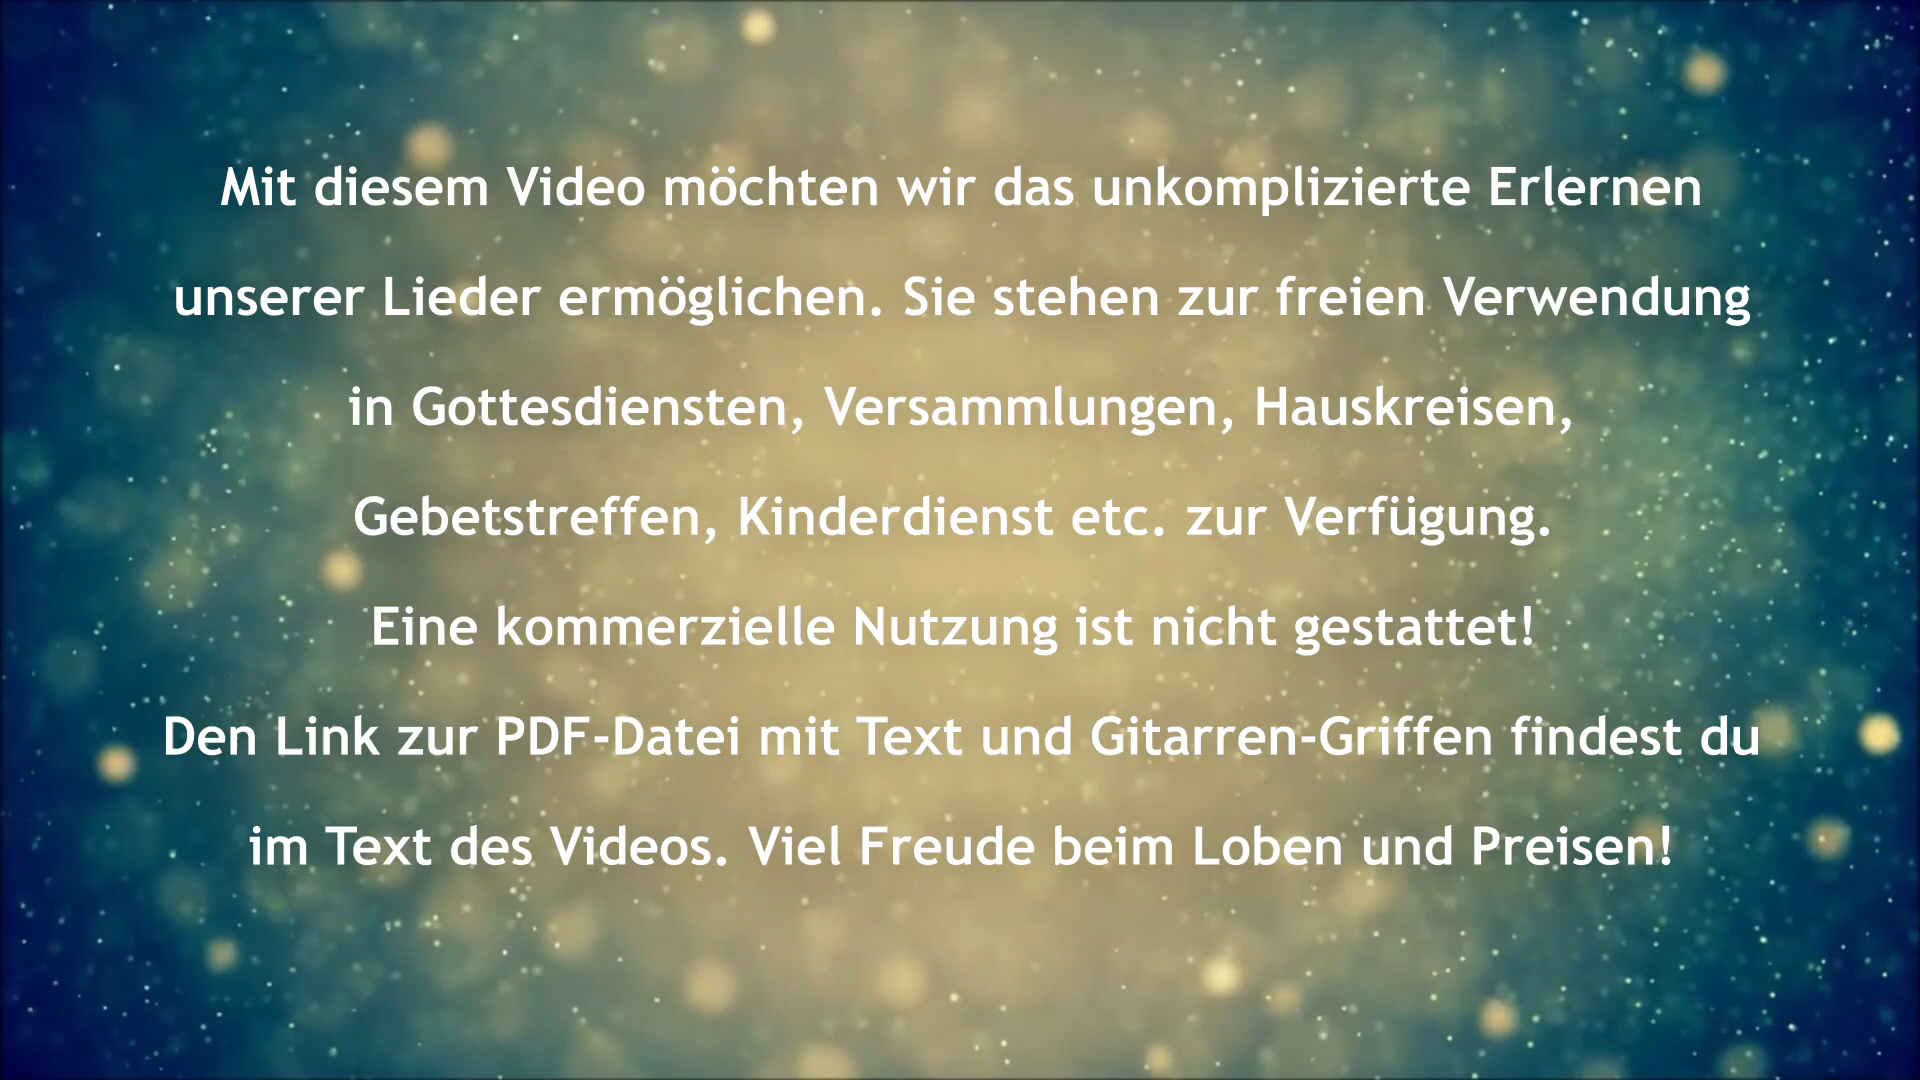 Mit diesem Video möchten wir das unkomplizierte Erlernen
unserer Lieder ermöglichen. Sie stehen zur freien Verwendung
in Gottesdiensten, Versammlungen, Hauskreisen,
Gebetstreffen, Kinderdienst etc. zur Verfügung.
Eine kommerzielle Nutzung ist nicht gestattet!
Den Link zur PDF-Datei mit Text und Gitarren-Griffen findest du
im Text des Videos. Viel Freude beim Loben und Preisen!